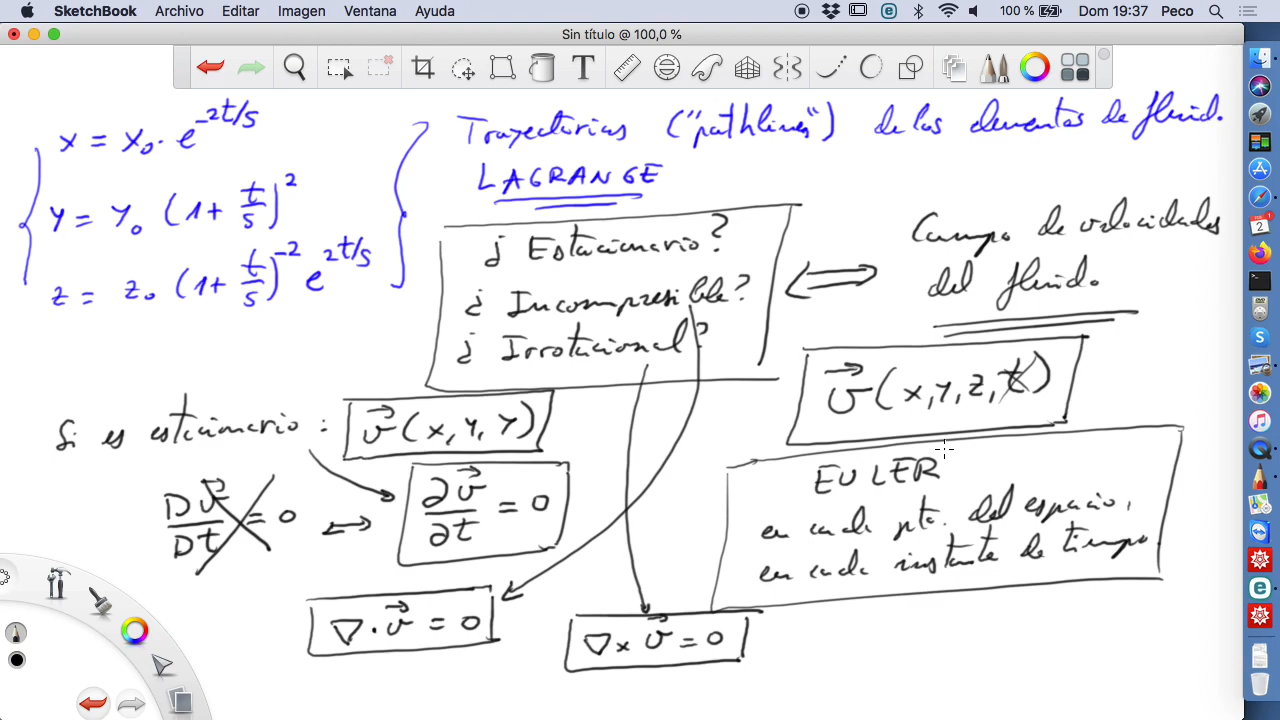 SketchBook Archivo Editar Imagen Ventana Ayuda 100 % Dom 19:37 Peco
Sin título @ 100,0 %
x = x₀ · e^(-2t/s)
y = y₀ (1 + t/s)^2
z = z₀ (1 + t/s)^(-2) e^(2t/s)
Trayectorias ("pathlines") de los elementos de fluid.
LAGRANGE
¿Estacionario?
¿Incompresible?
¿Irrotacional?
Campo de velocidades
del fluido.
v⃗(x,y,z,t)
Si es estacionario : v⃗(x,y,y)
Dv⃗/Dt = 0 ⟷ ∂v⃗/∂t = 0
EULER
en cada pto. del espacio,
en cada instante de tiempo.
∇·v⃗ = 0
∇×v⃗ = 0